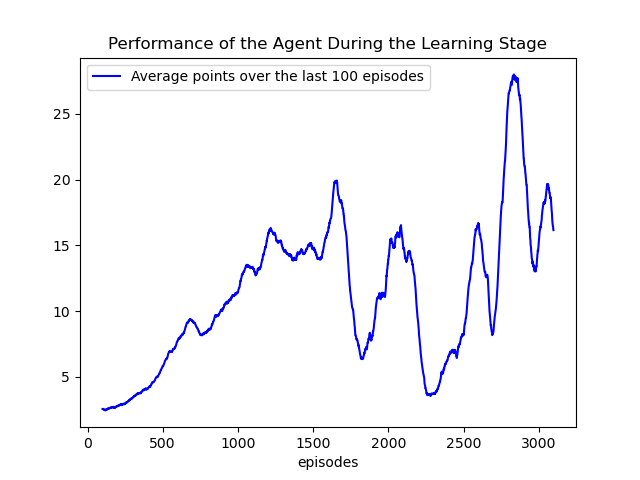 Performance of the Agent During the Learning Stage
Average points over the last 100 episodes
25
20
15
10
5
0 500 1000 1500 2000 2500 3000
episodes